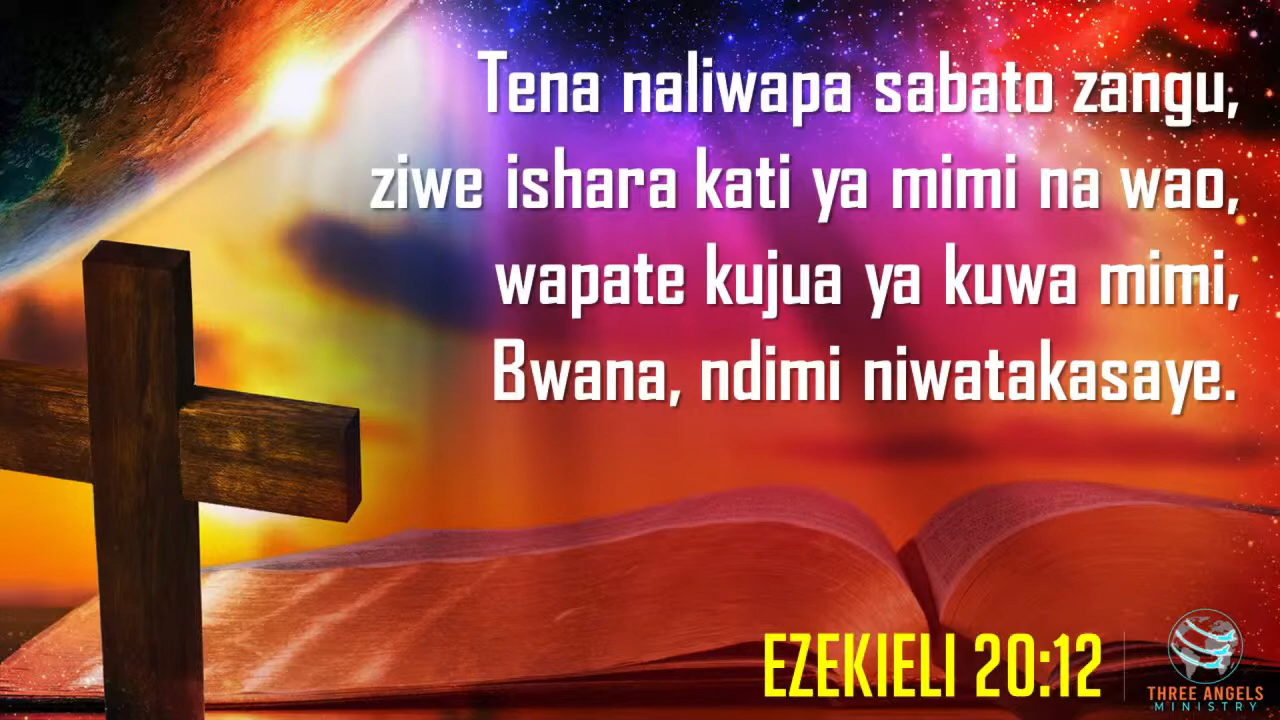 Tena naliwapa sabato zangu,
ziwe ishara kati ya mimi na wao,
wapate kujua ya kuwa mimi,
Bwana, ndimi niwatakasaye.
EZEKIELI 20:12
THREE ANGELS
MINISTRY